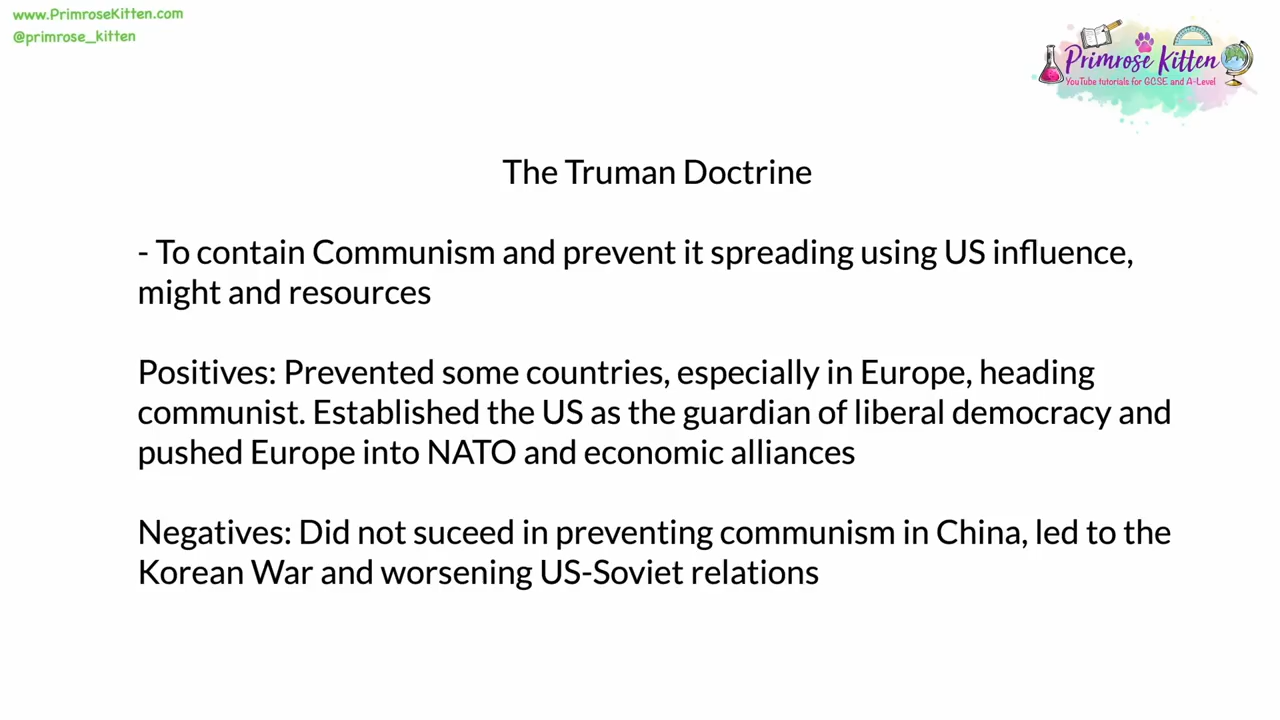 www.PrimroseKitten.com
@primrose_kitten
Primrose Kitten
YouTube tutorials for GCSE and A-Level
The Truman Doctrine
- To contain Communism and prevent it spreading using US influence,
might and resources
Positives: Prevented some countries, especially in Europe, heading
communist. Established the US as the guardian of liberal democracy and
pushed Europe into NATO and economic alliances
Negatives: Did not suceed in preventing communism in China, led to the
Korean War and worsening US-Soviet relations